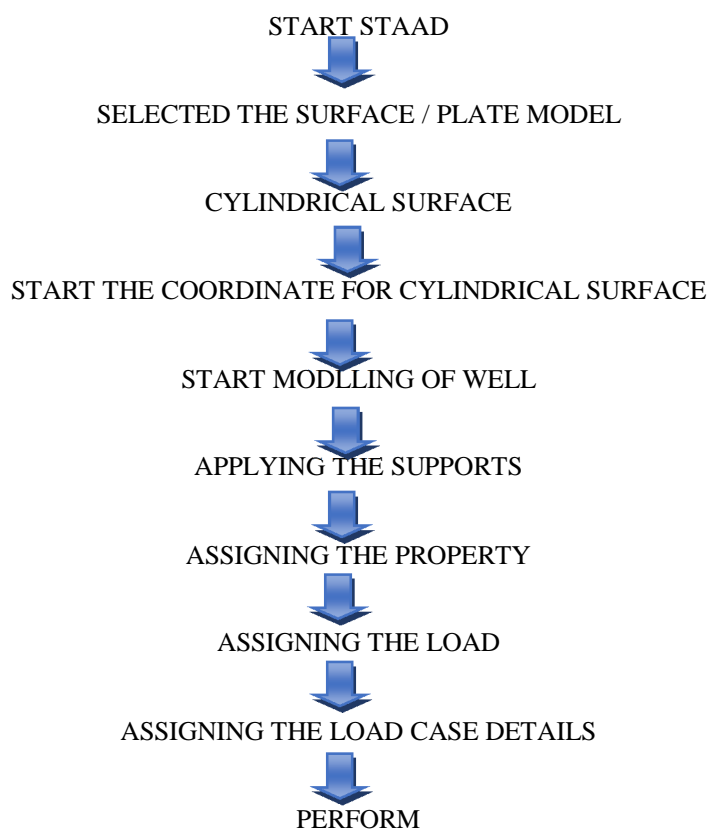 START STAAD
SELECTED THE SURFACE / PLATE MODEL
CYLINDRICAL SURFACE
START THE COORDINATE FOR CYLINDRICAL SURFACE
START MODLLING OF WELL
APPLYING THE SUPPORTS
ASSIGNING THE PROPERTY
ASSIGNING THE LOAD
ASSIGNING THE LOAD CASE DETAILS
PERFORM